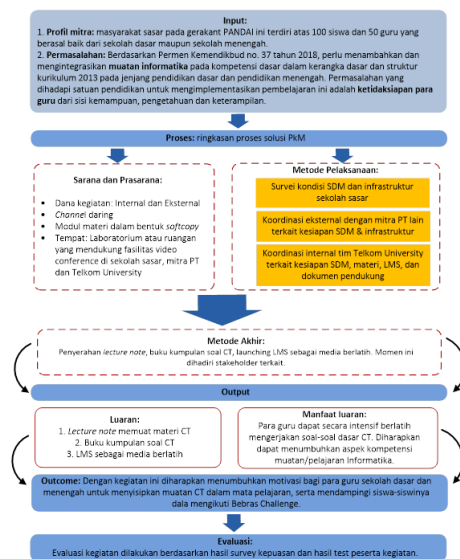 Input:
1. Profil mitra: masyarakat sasar pada gerakant PANDAI ini terdiri atas 100 siswa dan 50 guru yang
berasal baik dari sekolah dasar maupun sekolah menengah.
2. Permasalahan: Berdasarkan Permen Kemendikbud no. 37 tahun 2018, perlu menambahkan dan
mengintegrasikan muatan informatika pada kompetensi dasar dalam kerangka dasar dan struktur
kurikulum 2013 pada jenjang pendidikan dasar dan pendidikan menengah. Permasalahan yang
dihadapi satuan pendidikan untuk mengimplementasikan pembelajaran ini adalah ketidaksiapan para
guru dari sisi kemampuan, pengetahuan dan keterampilan.
Proses: ringkasan proses solusi PkM
Sarana dan Prasarana:
• Dana kegiatan: Internal dan Eksternal
• Channel daring
• Modul materi dalam bentuk softcopy
• Tempat: Laboratorium atau ruangan
yang mendukung fasilitas video
conference di sekolah sasar, mitra PT
dan Telkom University
Metode Pelaksanaan:
Survei kondisi SDM dan infrastruktur
sekolah sasar
Koordinasi eksternal dengan mitra PT lain
terkait kesiapan SDM & infrastruktur
Koordinasi internal tim Telkom University
terkait kesiapan SDM, materi, LMS, dan
dokumen pendukung
Metode Akhir:
Penyerahan lecture note, buku kumpulan soal CT, launching LMS sebagai media berlatih. Momen ini
dihadiri stakeholder terkait.
Output
Luaran:
1. Lecture note memuat materi CT
2. Buku kumpulan soal CT
3. LMS sebagai media berlatih
Manfaat luaran:
Para guru dapat secara intensif berlatih
mengerjakan soal-soal dasar CT. Diharapkan
dapat menumbuhkan aspek kompetensi
muatan/pelajaran Informatika.
Outcome: Dengan kegiatan ini diharapkan menumbuhkan motivasi bagi para guru sekolah dasar dan
menengah untuk menyisipkan muatan CT dalam mata pelajaran, serta mendampingi siswa-siswinya
dala mengikuti Bebras Challenge.
Evaluasi:
Evaluasi kegiatan dilakukan berdasarkan hasil survey kepuasan dan hasil test peserta kegiatan.